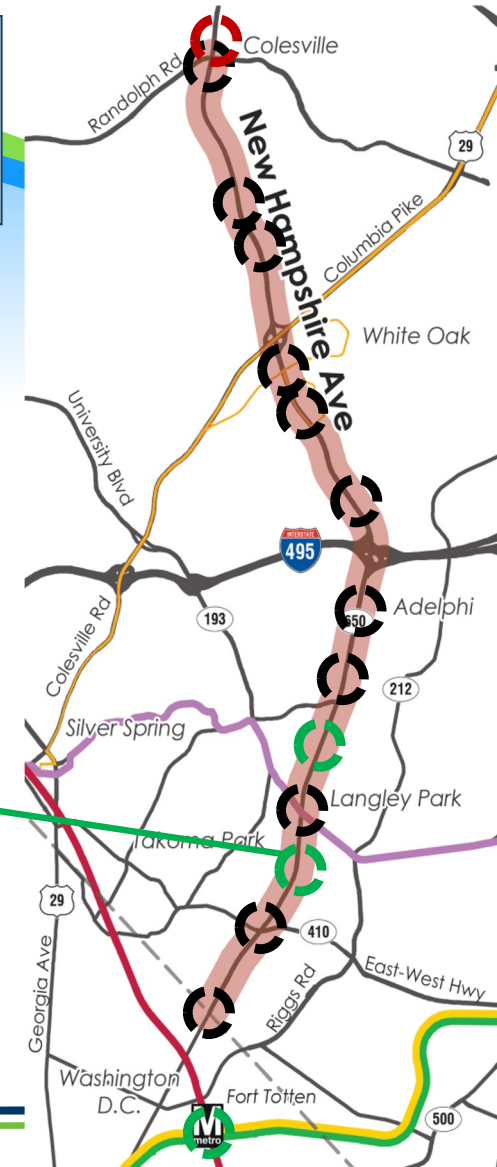 Colesville
Randolph Rd
29
New Hampshire Ave
Columbia Pike
White Oak
University Blvd
INTERSTATE
495
650
Adelphi
193
Colesville Rd
212
Silver Spring
Langley Park
Takoma Park
29
410
Georgia Ave
East-West Hwy
Riggs Rd
Washington
D.C.
Fort Totten
M
metro
500